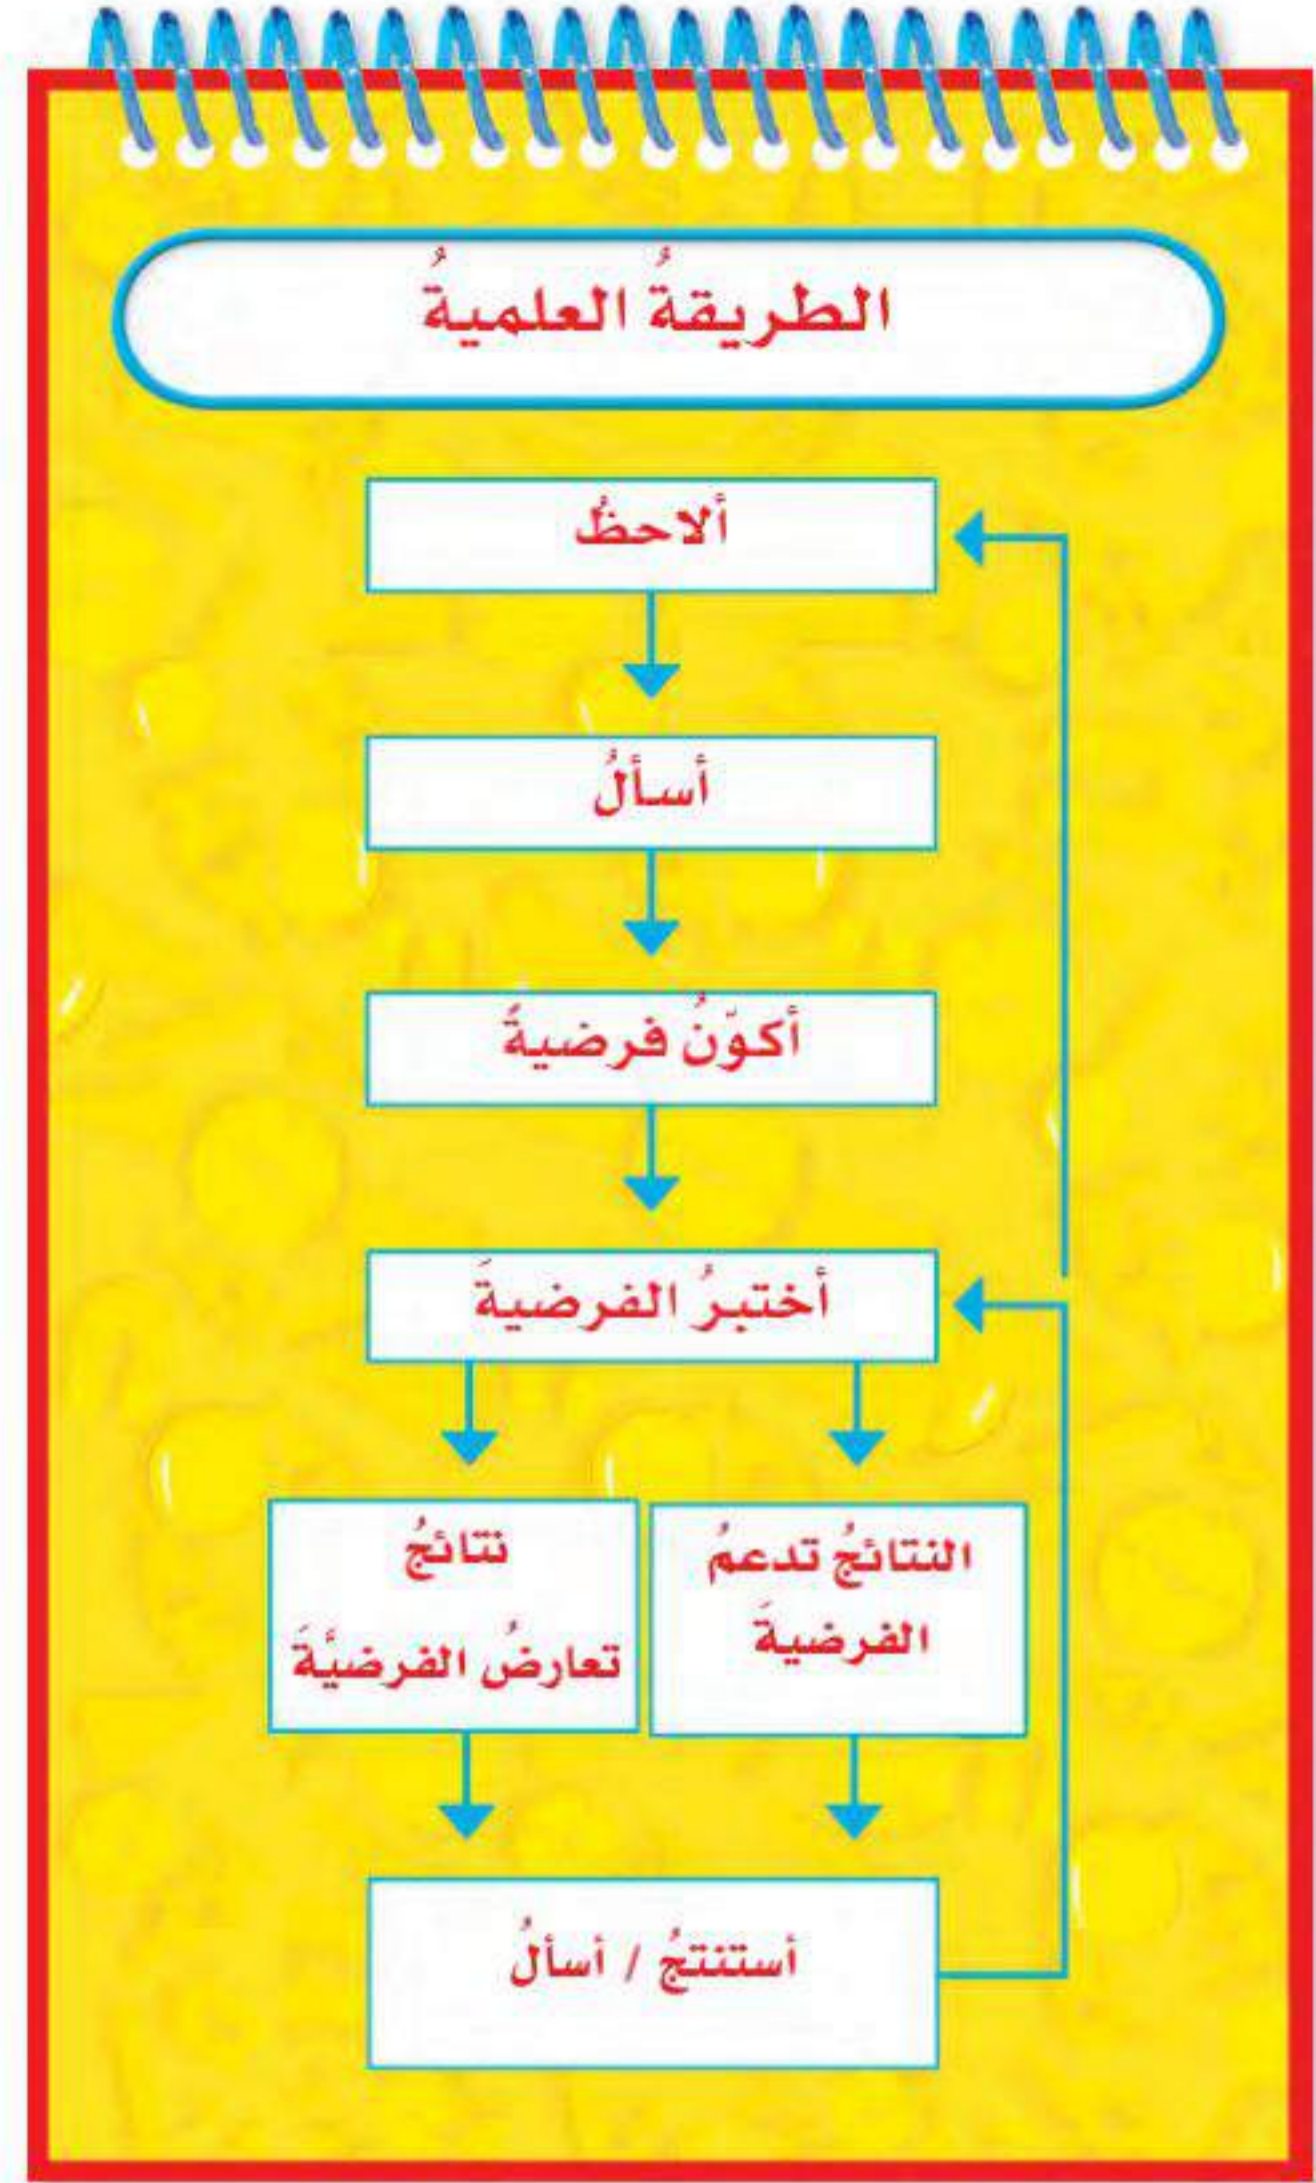 الطريقةُ العلميةُ
ألاحظُ
أسألُ
أكوّنُ فرضيةً
أختبرُ الفرضيةَ
النتائجُ تدعمُ
الفرضيةَ
نتائجُ
تعارضُ الفرضيَّةَ
أستنتجُ / أسألُ